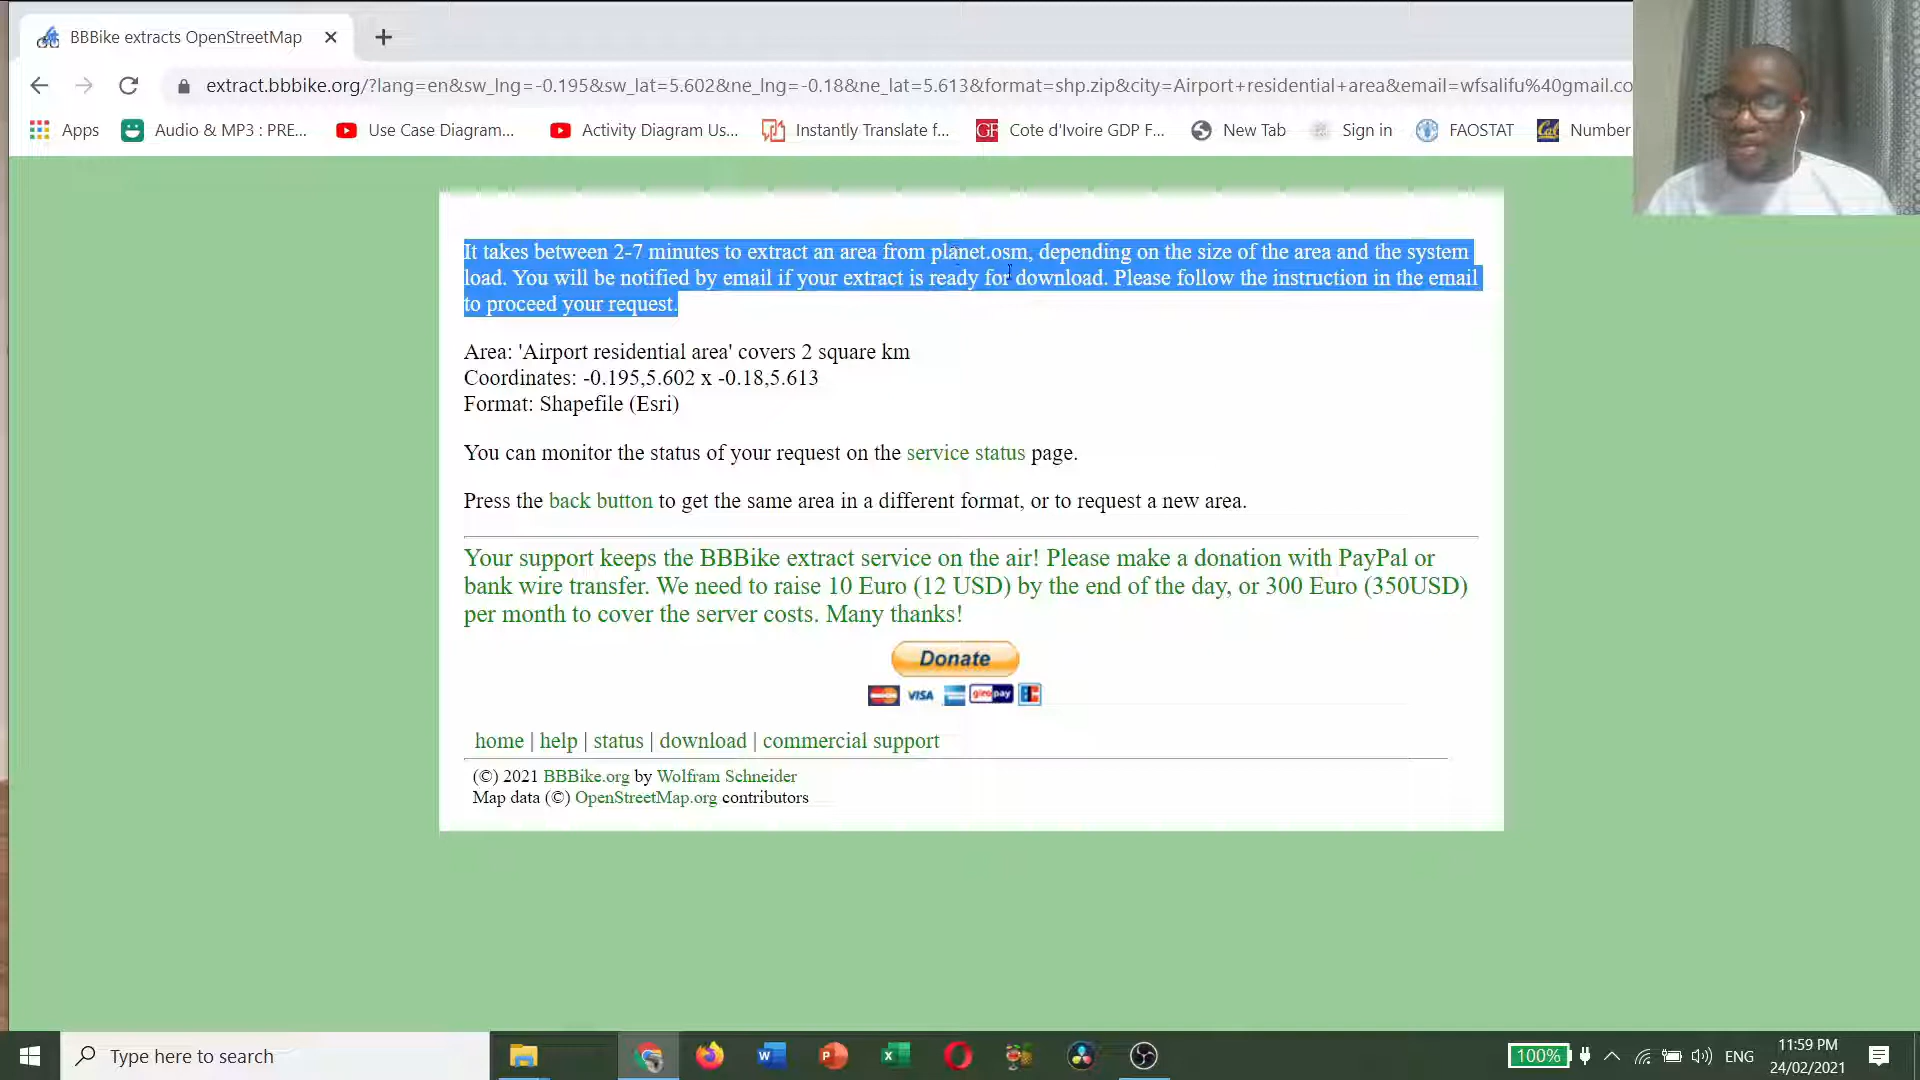 BBBike extracts OpenStreetMap
extract.bbbike.org/?lang=en&sw_lng=-0.195&sw_lat=5.602&ne_lng=-0.18&ne_lat=5.613&format=shp.zip&city=Airport+residential+area&email=wfsalifu%40gmail.co
Apps Audio & MP3 : PRE... Use Case Diagram... Activity Diagram Us... Instantly Translate f... GF Cote d'Ivoire GDP F... New Tab Sign in FAOSTAT Cal Number
It takes between 2-7 minutes to extract an area from planet.osm, depending on the size of the area and the system
load. You will be notified by email if your extract is ready for download. Please follow the instruction in the email
to proceed your request.
Area: 'Airport residential area' covers 2 square km
Coordinates: -0.195,5.602 x -0.18,5.613
Format: Shapefile (Esri)
You can monitor the status of your request on the service status page.
Press the back button to get the same area in a different format, or to request a new area.
Your support keeps the BBBike extract service on the air! Please make a donation with PayPal or
bank wire transfer. We need to raise 10 Euro (12 USD) by the end of the day, or 300 Euro (350USD)
per month to cover the server costs. Many thanks!
Donate
VISA giropay
home | help | status | download | commercial support
(©) 2021 BBBike.org by Wolfram Schneider
Map data (©) OpenStreetMap.org contributors
Type here to search
100% ENG
11:59 PM
24/02/2021